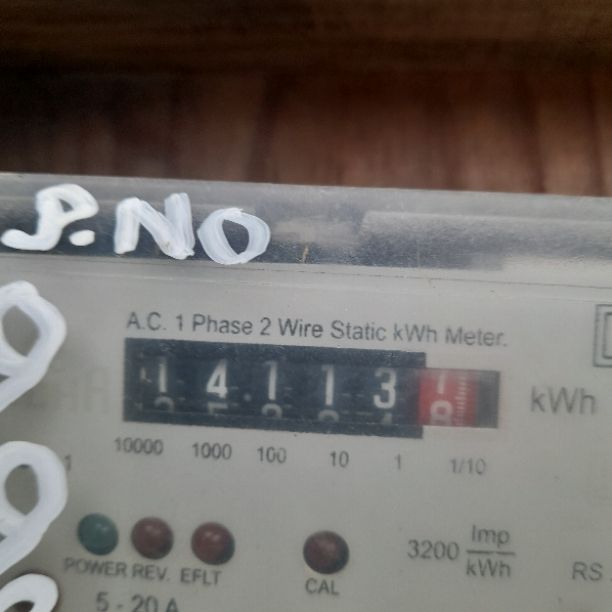 P.NO
A.C. 1 Phase 2 Wire Static kWh Meter.
1 4 1 1 3 kWh
10000 1000 100 10 1 1/10
3200 Imp/kWh
POWER REV. EFLT CAL
RS
5 - 20 A